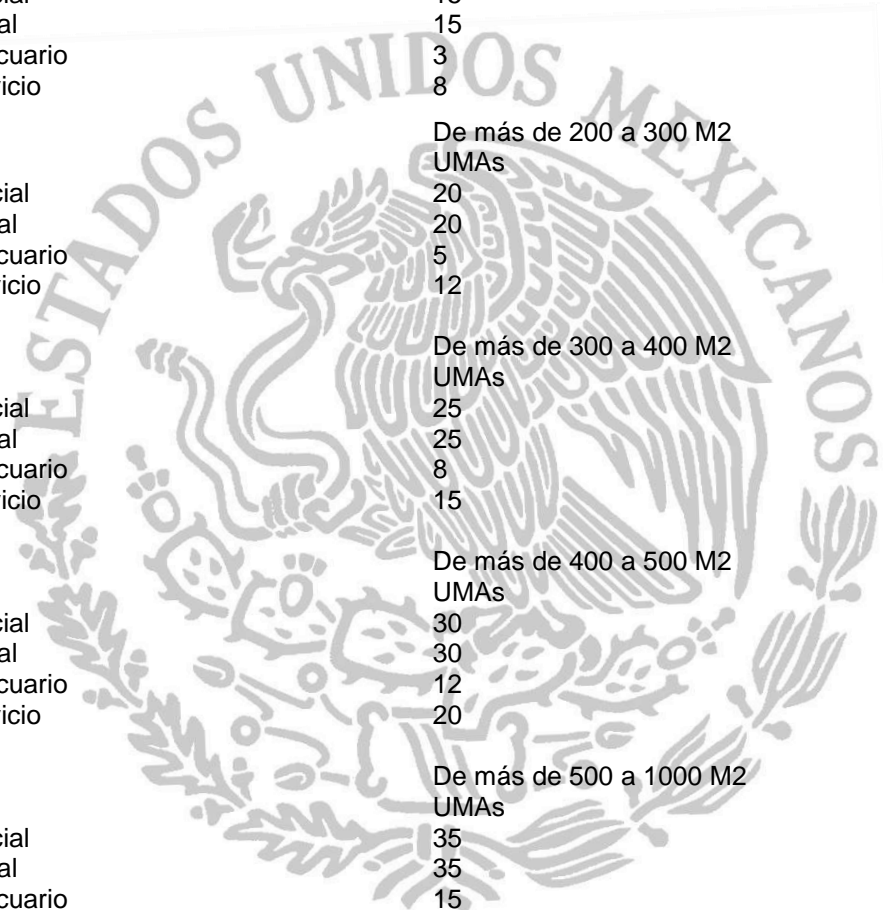 al 15
cuario 3
icio 8
De más de 200 a 300 M2
UMAs
cial 20
al 20
cuario 5
icio 12
De más de 300 a 400 M2
UMAs
cial 25
al 25
cuario 8
icio 15
De más de 400 a 500 M2
UMAs
cial 30
al 30
cuario 12
icio 20
De más de 500 a 1000 M2
UMAs
cial 35
al 35
cuario 15
ESTADOS UNIDOS MEXICANOS